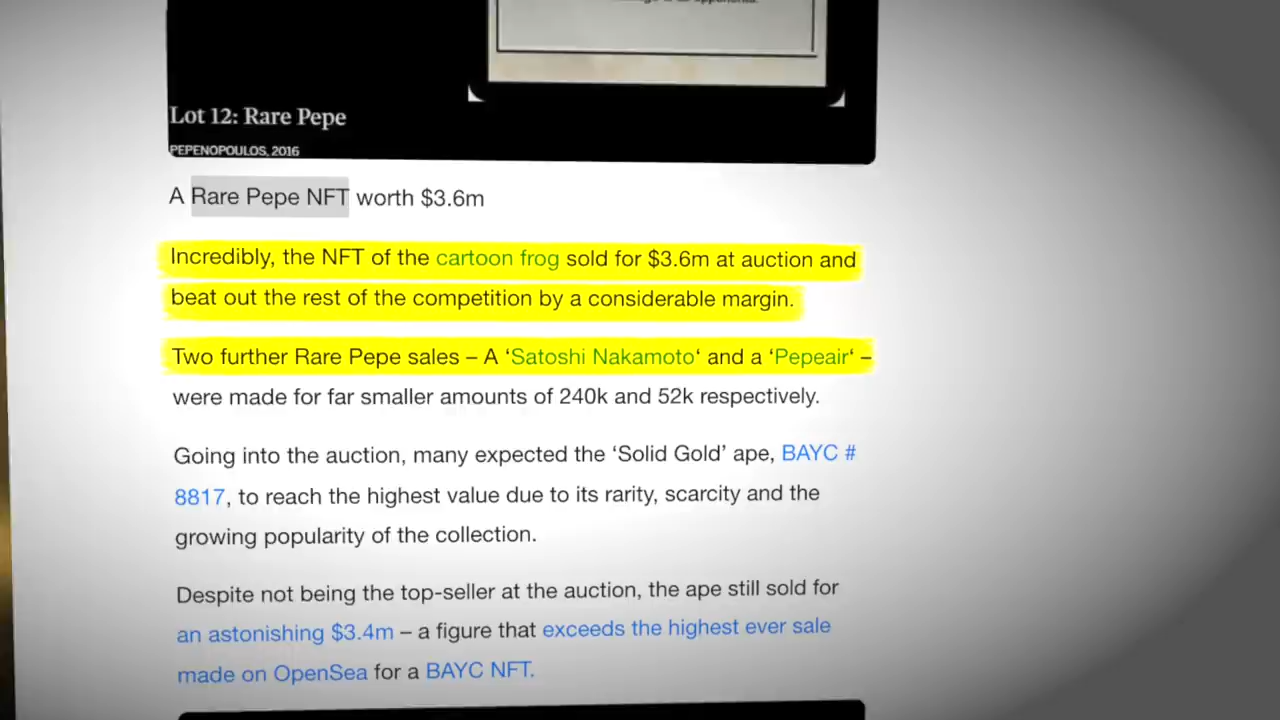 Lot 12: Rare Pepe
PEPENOPOULOS, 2016
A Rare Pepe NFT worth $3.6m
Incredibly, the NFT of the cartoon frog sold for $3.6m at auction and
beat out the rest of the competition by a considerable margin.
Two further Rare Pepe sales – A ‘Satoshi Nakamoto‘ and a ‘Pepeair‘ –
were made for far smaller amounts of 240k and 52k respectively.
Going into the auction, many expected the ‘Solid Gold’ ape, BAYC #
8817, to reach the highest value due to its rarity, scarcity and the
growing popularity of the collection.
Despite not being the top-seller at the auction, the ape still sold for
an astonishing $3.4m – a figure that exceeds the highest ever sale
made on OpenSea for a BAYC NFT.